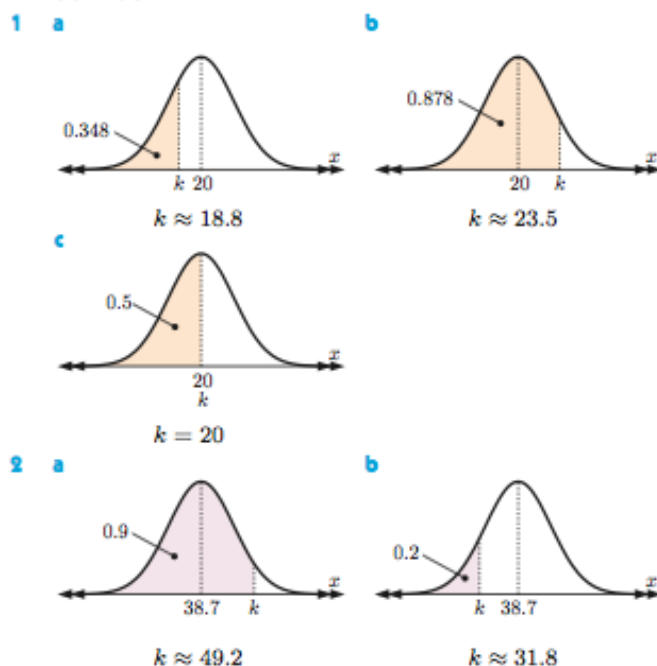 1 a b
0.348
x
k 20
k ≈ 18.8
0.878
x
20 k
k ≈ 23.5
c
0.5
x
20
k
k = 20
2 a b
0.9
x
38.7 k
k ≈ 49.2
0.2
x
k 38.7
k ≈ 31.8